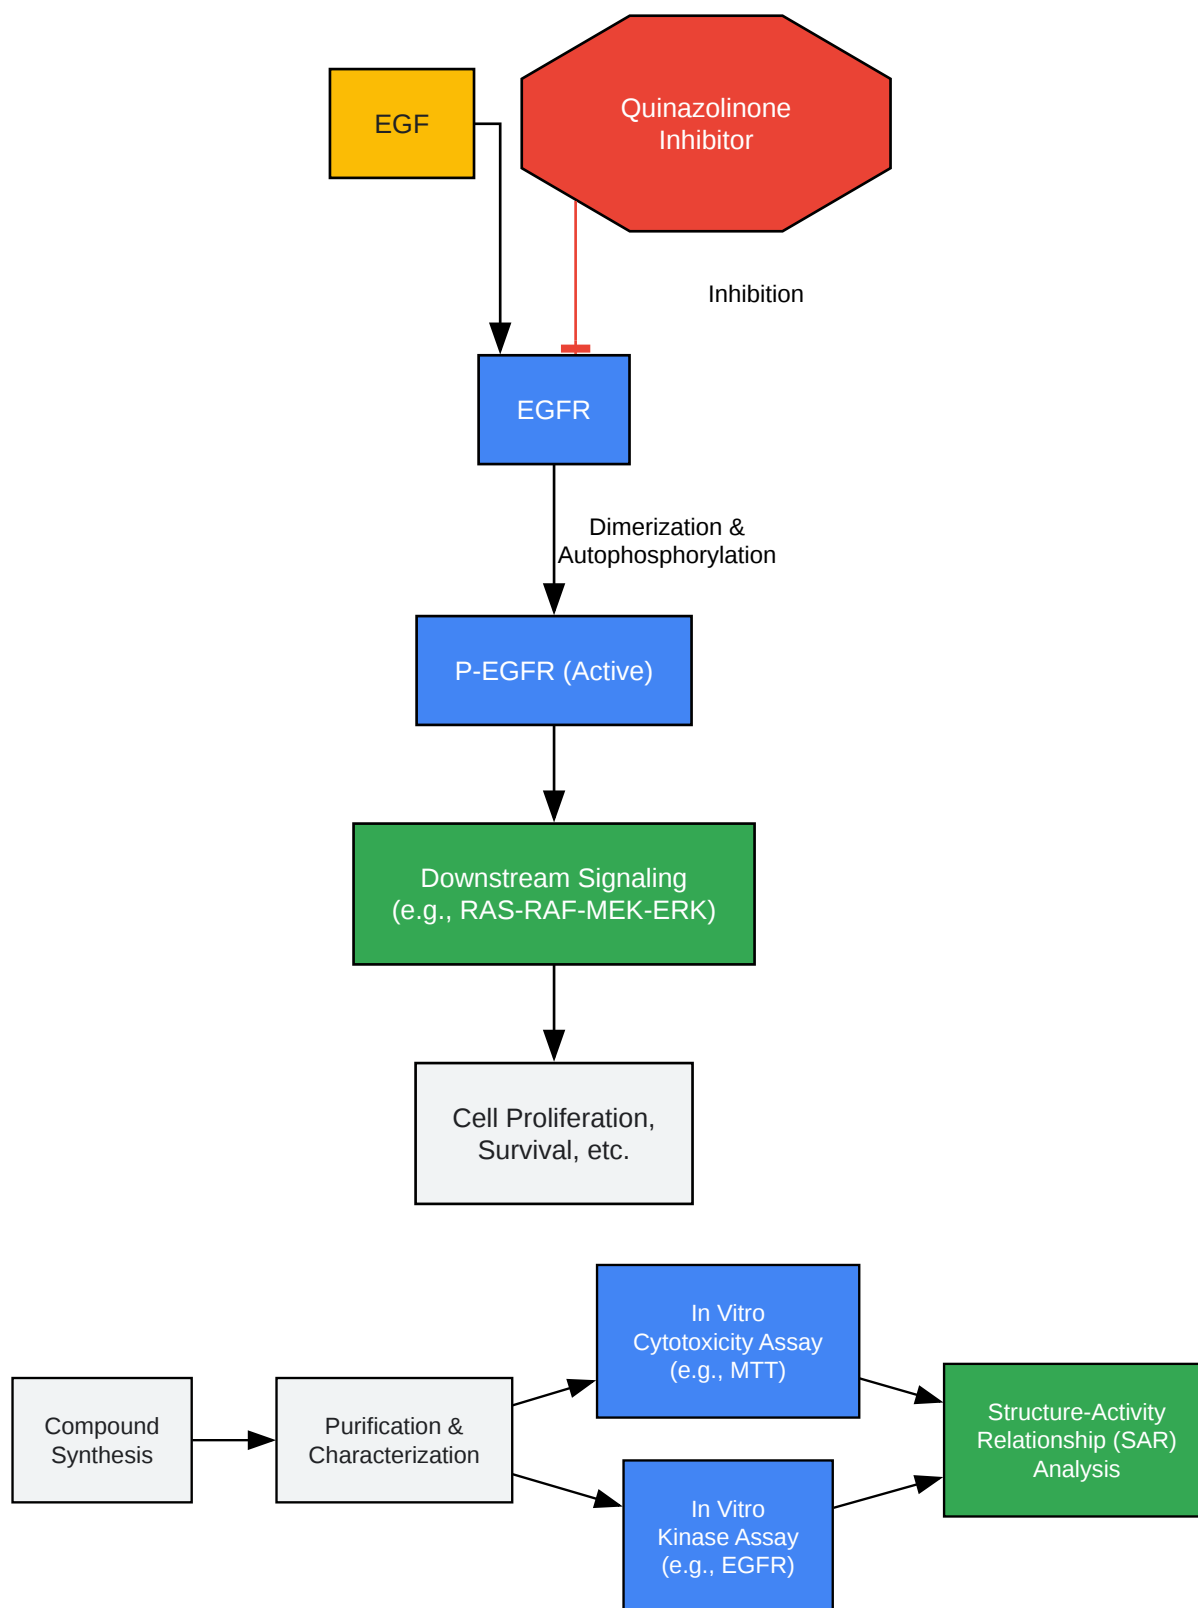 EGF
Quinazolinone
Inhibitor
Inhibition
EGFR
Dimerization &
Autophosphorylation
P-EGFR (Active)
Downstream Signaling
(e.g., RAS-RAF-MEK-ERK)
Cell Proliferation,
Survival, etc.
Compound
Synthesis
Purification &
Characterization
In Vitro
Cytotoxicity Assay
(e.g., MTT)
In Vitro
Kinase Assay
(e.g., EGFR)
Structure-Activity
Relationship (SAR)
Analysis